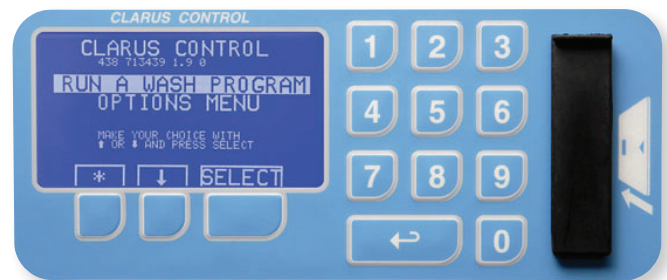 CLARUS CONTROL
CLARUS CONTROL
438 713439 1.9 0
RUN A WASH PROGRAM
OPTIONS MENU
MAKE YOUR CHOICE WITH
⬆ OR ⬇ AND PRESS SELECT
* ↓ SELECT
1 2 3
4 5 6
7 8 9
0